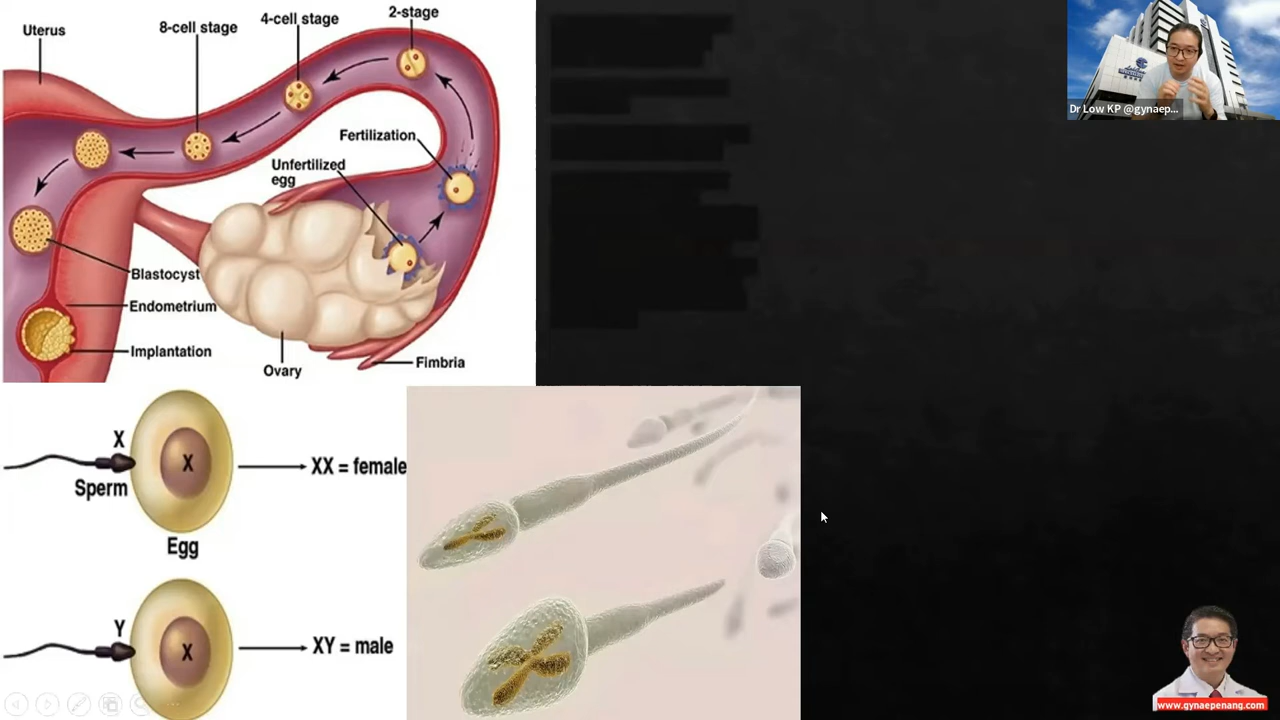 Uterus
8-cell stage
4-cell stage
2-stage
Fertilization
Unfertilized
egg
Blastocyst
Endometrium
Implantation
Ovary
Fimbria
X
X
Sperm
XX = female
Egg
Y
X
XY = male
Dr Low KP @gynaep...
www.gynaepenang.com